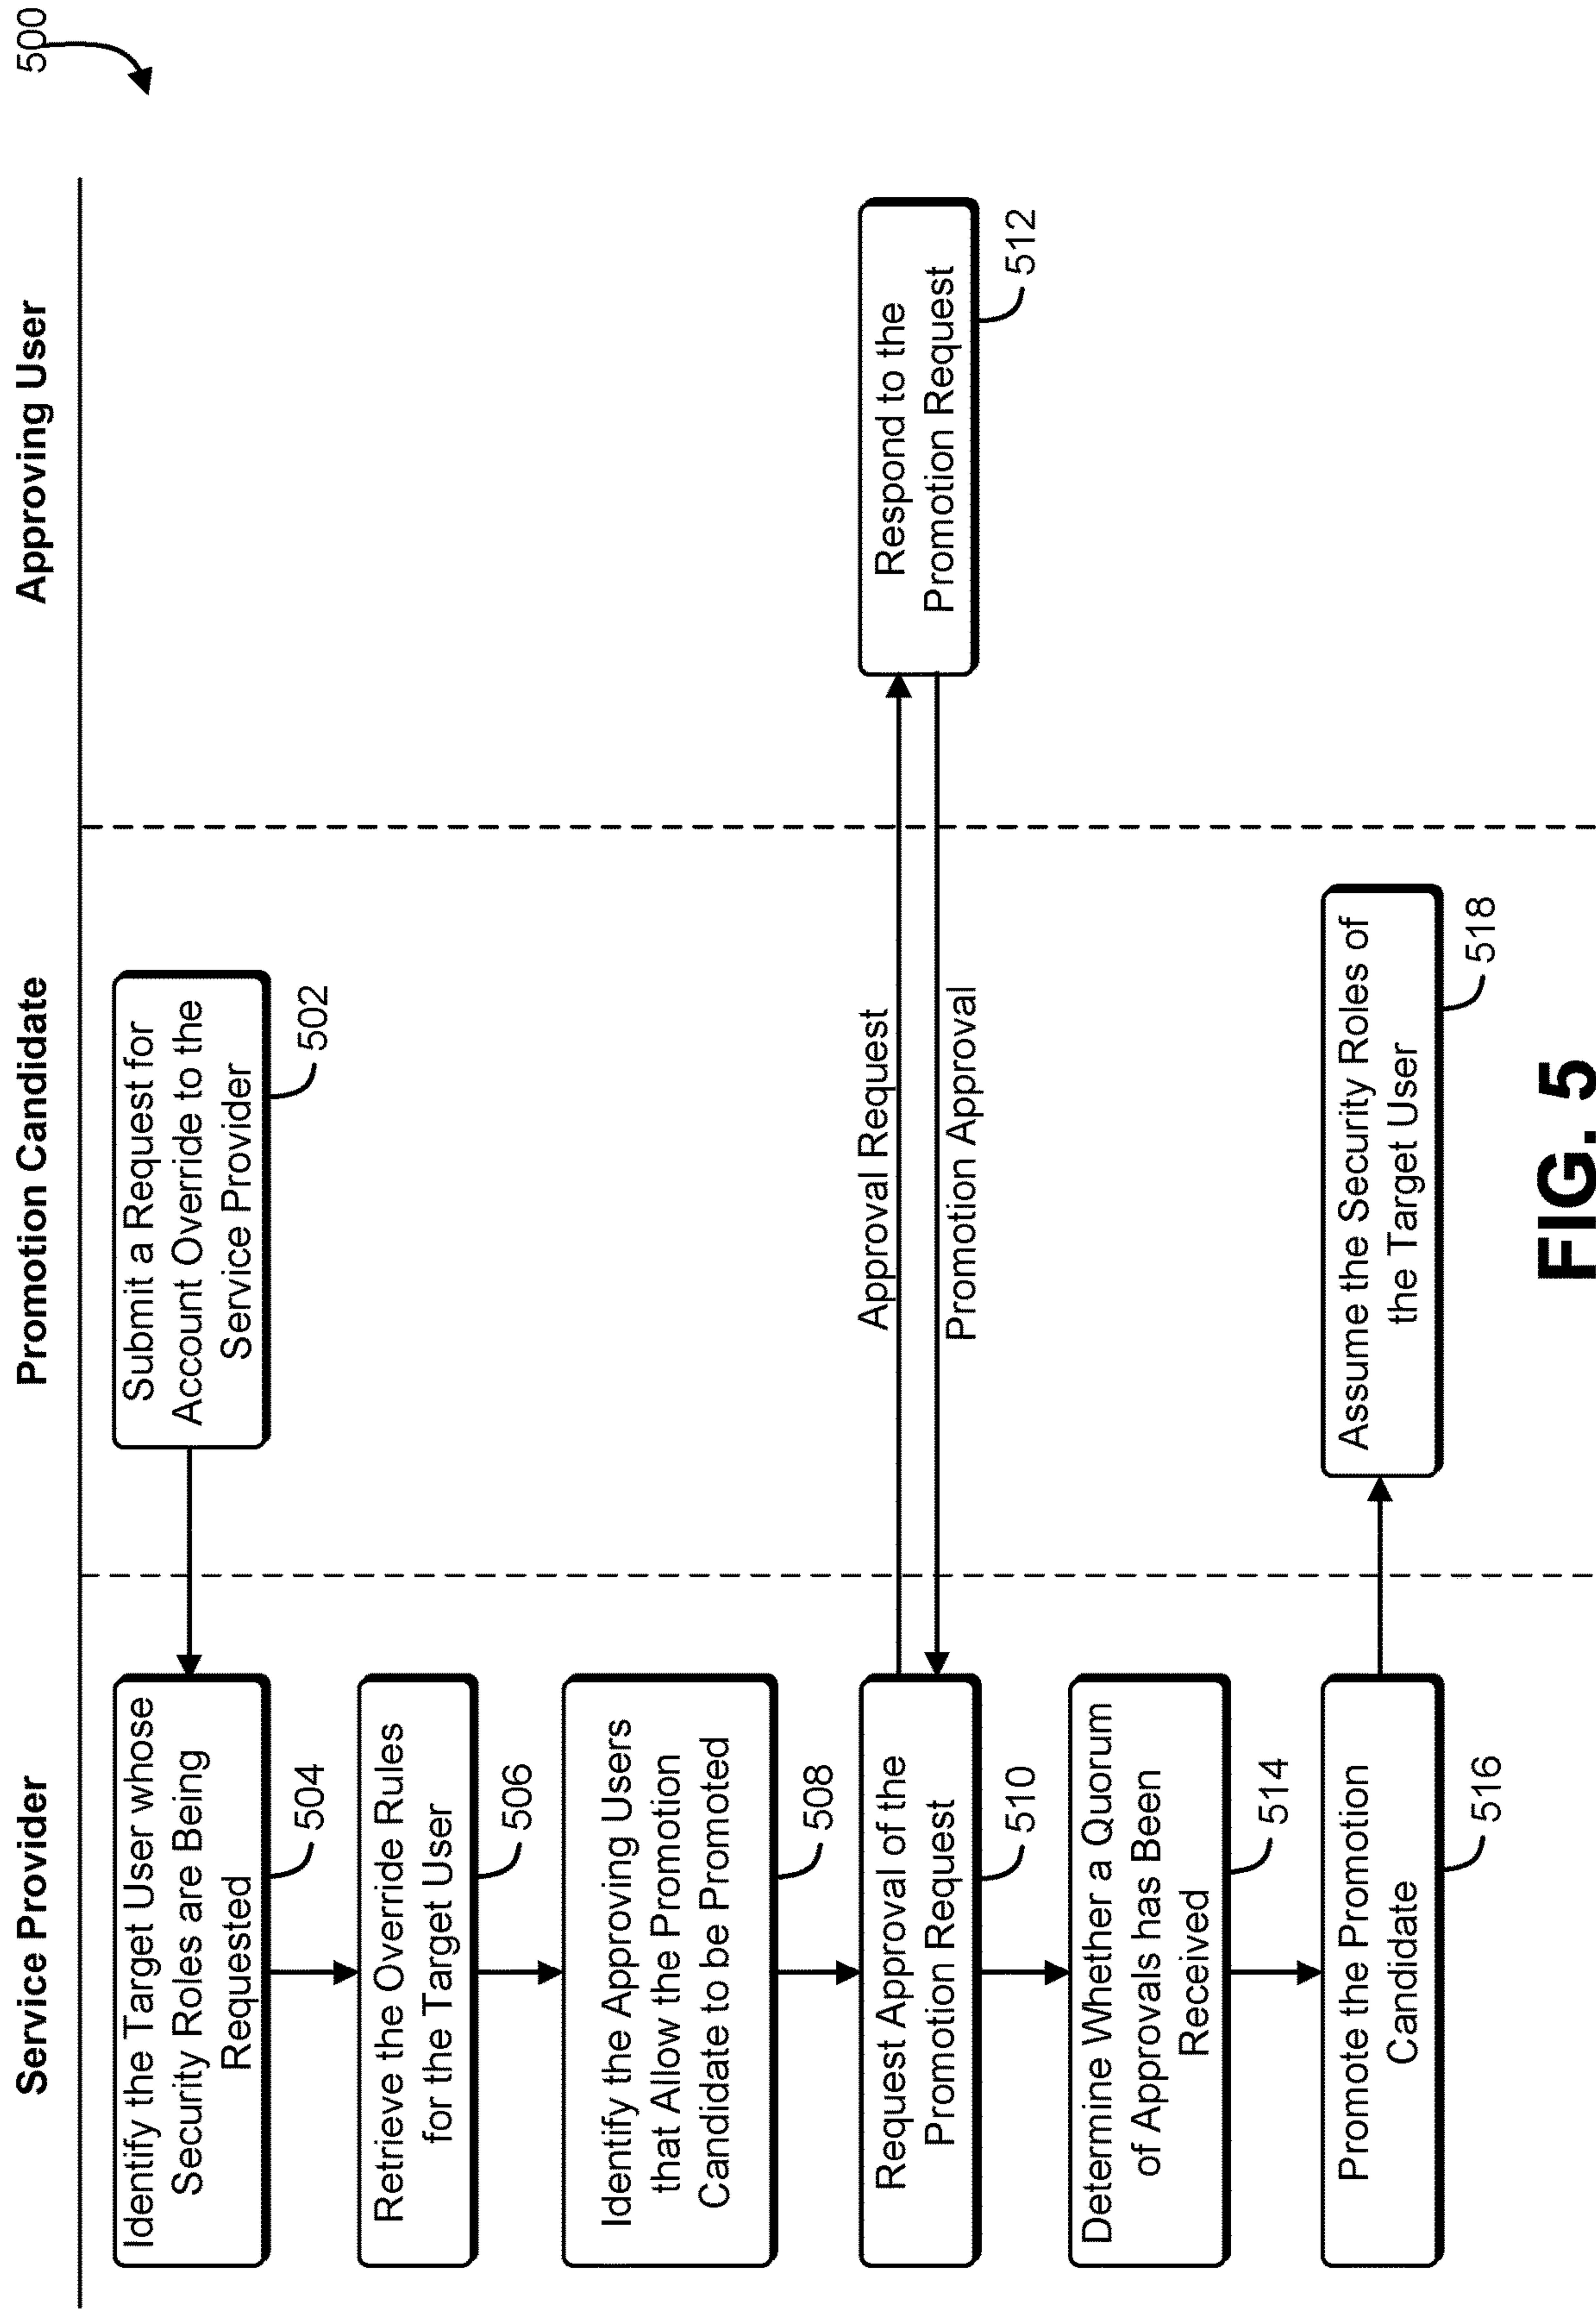 500
Service Provider
Promotion Candidate
Approving User
Submit a Request for
Account Override to the
Service Provider
502
Identify the Target User whose
Security Roles are Being
Requested
504
Retrieve the Override Rules
for the Target User
506
Identify the Approving Users
that Allow the Promotion
Candidate to be Promoted
508
Request Approval of the
Promotion Request
510
Approval Request
Promotion Approval
Respond to the
Promotion Request
512
Determine Whether a Quorum
of Approvals has Been
Received
514
Promote the Promotion
Candidate
516
Assume the Security Roles of
the Target User
518
FIG. 5